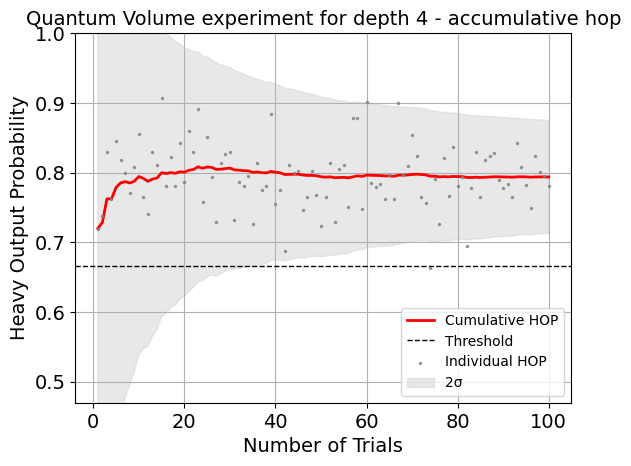 Quantum Volume experiment for depth 4 - accumulative hop
1.0
0.9
0.8
0.7
0.6
0.5
Heavy Output Probability
Cumulative HOP
Threshold
Individual HOP
2σ
0 20 40 60 80 100
Number of Trials